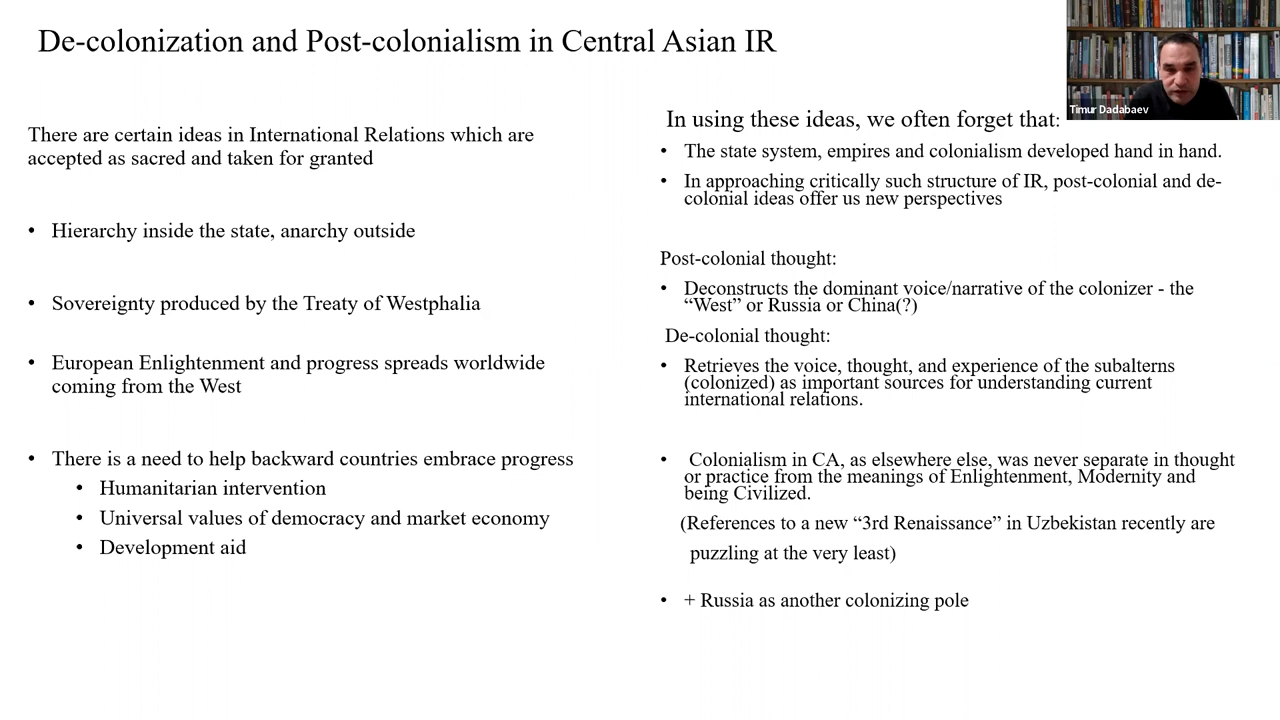 De-colonization and Post-colonialism in Central Asian IR
Timur Dadabaev
There are certain ideas in International Relations which are
accepted as sacred and taken for granted
• Hierarchy inside the state, anarchy outside
• Sovereignty produced by the Treaty of Westphalia
• European Enlightenment and progress spreads worldwide
coming from the West
• There is a need to help backward countries embrace progress
• Humanitarian intervention
• Universal values of democracy and market economy
• Development aid
In using these ideas, we often forget that:
• The state system, empires and colonialism developed hand in hand.
• In approaching critically such structure of IR, post-colonial and de-
colonial ideas offer us new perspectives
Post-colonial thought:
• Deconstructs the dominant voice/narrative of the colonizer - the
“West” or Russia or China(?)
De-colonial thought:
• Retrieves the voice, thought, and experience of the subalterns
(colonized) as important sources for understanding current
international relations.
• Colonialism in CA, as elsewhere else, was never separate in thought
or practice from the meanings of Enlightenment, Modernity and
being Civilized.
(References to a new “3rd Renaissance” in Uzbekistan recently are
puzzling at the very least)
• + Russia as another colonizing pole